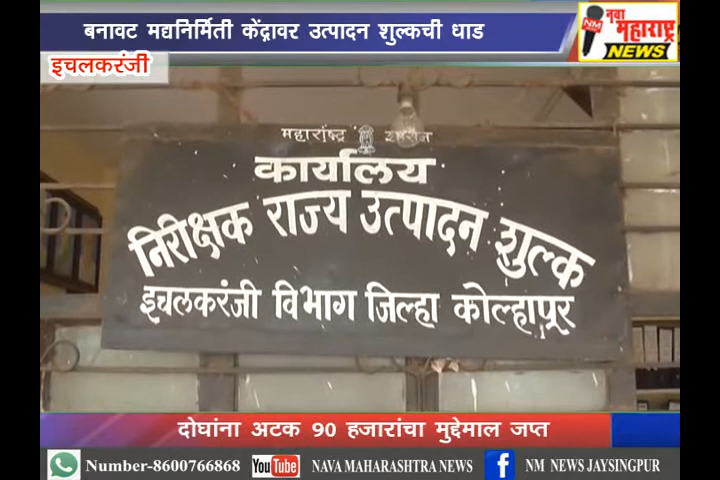 बनावट मद्यनिर्मिती केंद्रावर उत्पादन शुल्कची धाड
NM
नवा
महाराष्ट्र
NEWS
इचलकरंजी
महाराष्ट्र शासन
कार्यालय
निरीक्षक राज्य उत्पादन शुल्क
इचलकरंजी विभाग जिल्हा कोल्हापूर
दोघांना अटक 90 हजारांचा मुद्देमाल जप्त
Number-8600766868 YouTube NAVA MAHARASHTRA NEWS f NM NEWS JAYSINGPUR